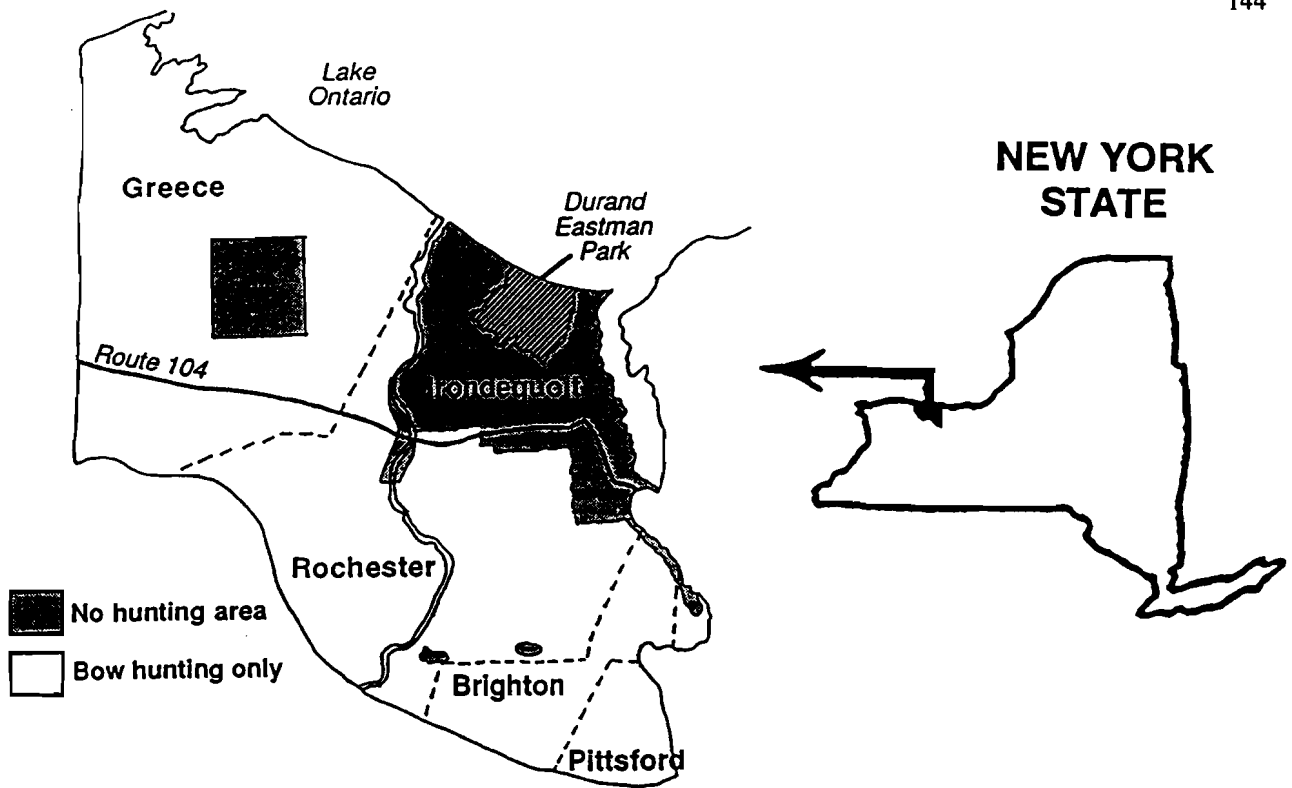 144
Lake
Ontario
NEW YORK
STATE
Greece
Durand
Eastman
Park
Route 104
Irondequoit
Rochester
No hunting area
Bow hunting only
Brighton
Pittsford